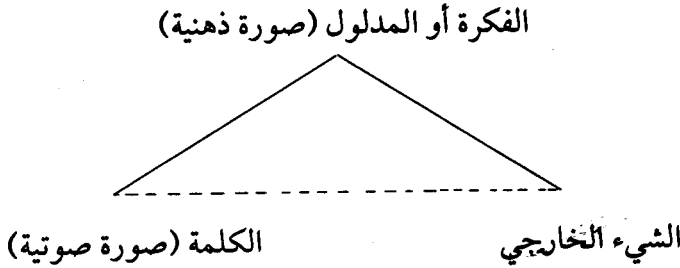 الفكرة أو المدلول (صورة ذهنية)
الشيء الخارجي
الكلمة (صورة صوتية)